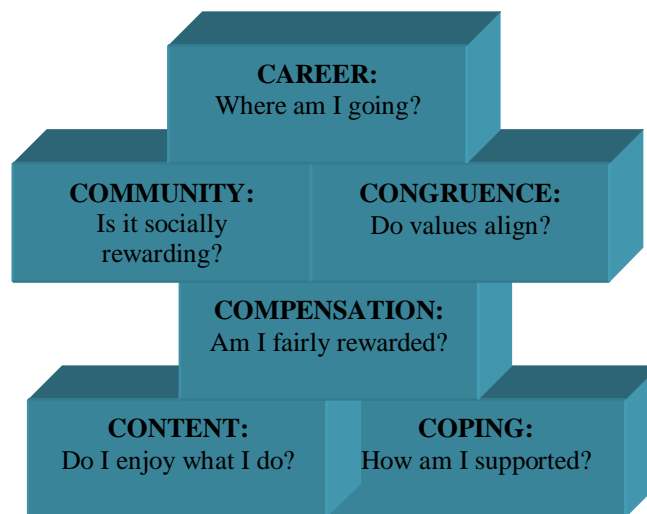 CAREER:
Where am I going?
COMMUNITY:
Is it socially
rewarding?
CONGRUENCE:
Do values align?
COMPENSATION:
Am I fairly rewarded?
CONTENT:
Do I enjoy what I do?
COPING:
How am I supported?